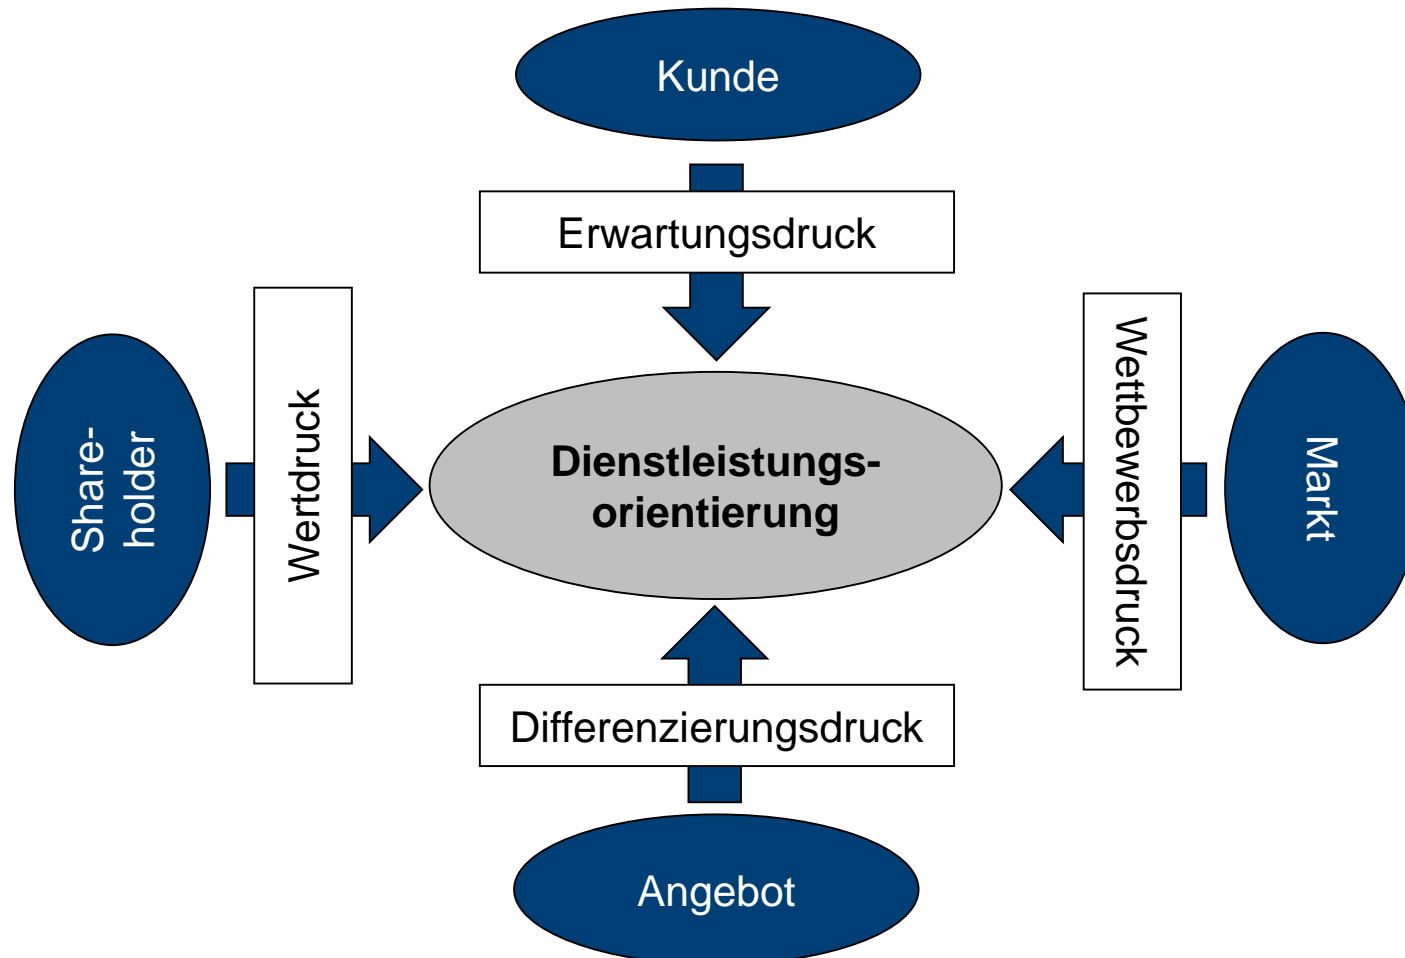 Kunde
Erwartungsdruck
Share-
holder
Wertdruck
Dienstleistungs-
orientierung
Wettbewerbsdruck
Markt
Differenzierungsdruck
Angebot